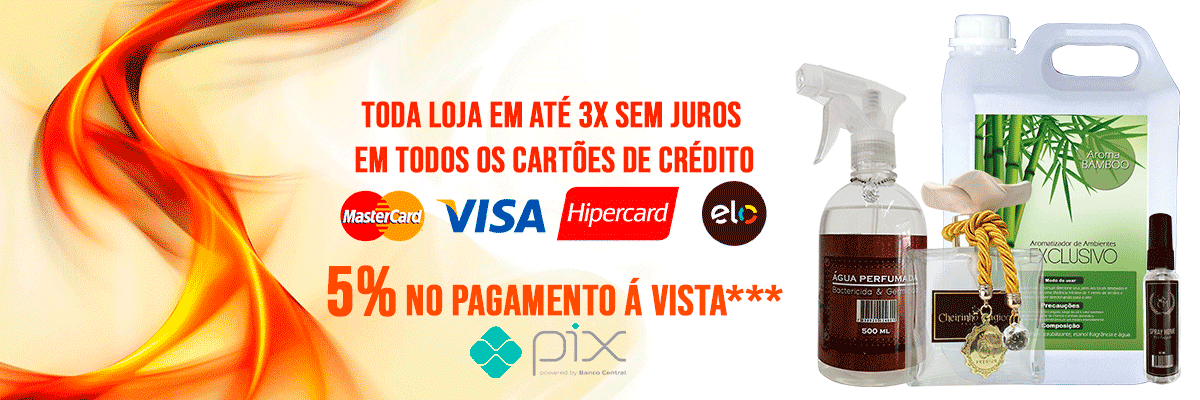 TODA LOJA EM ATÉ 3X SEM JUROS
EM TODOS OS CARTÕES DE CRÉDITO
MasterCard VISA Hipercard elo
5% NO PAGAMENTO Á VISTA***
pix
powered by Banco Central
ÁGUA PERFUMADA
Bactericida &
500 ML
Cheirinho
PREMIUM
Aroma
BAMBOO
Aromatizador de Ambientes
EXCLUSIVO
Modo de usar
Precauções
Composição
SPRAY HOME